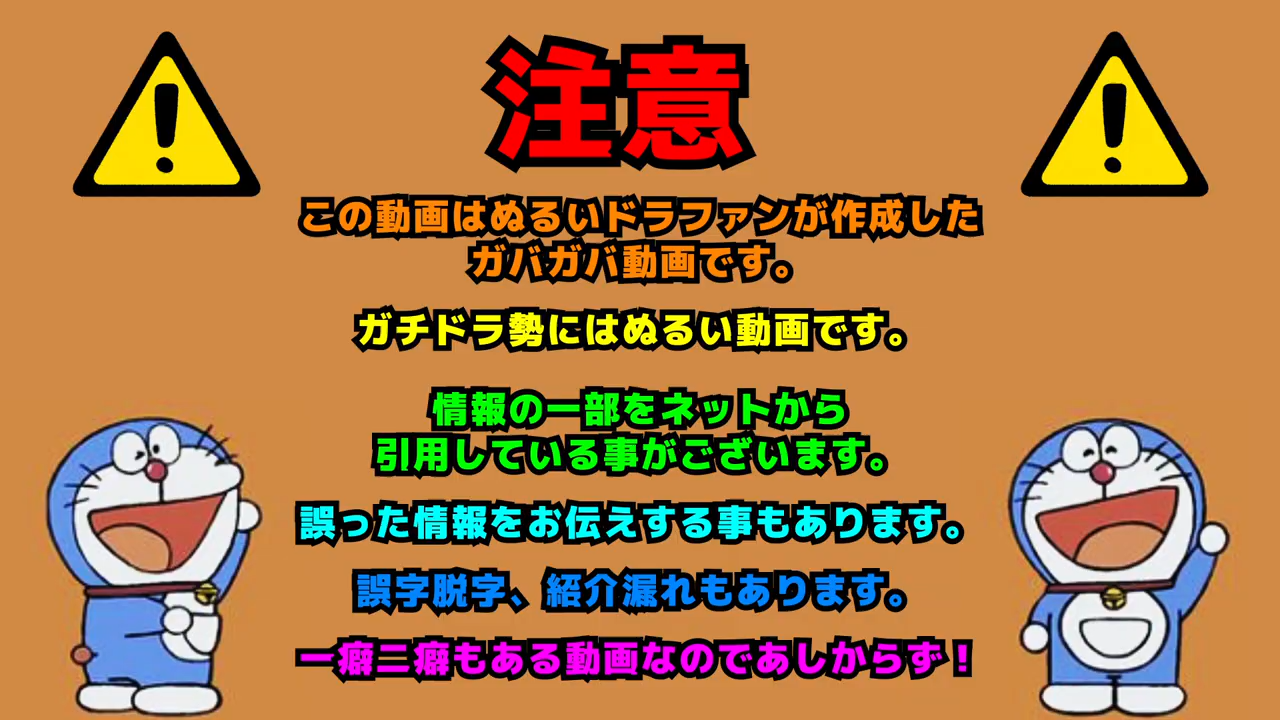 注意
この動画はぬるいドラファンが作成した
ガバガバ動画です。
ガチドラ勢にはぬるい動画です。
情報の一部をネットから
引用している事がございます。
誤った情報をお伝えする事もあります。
誤字脱字、紹介漏れもあります。
一癖二癖もある動画なのであしからず！